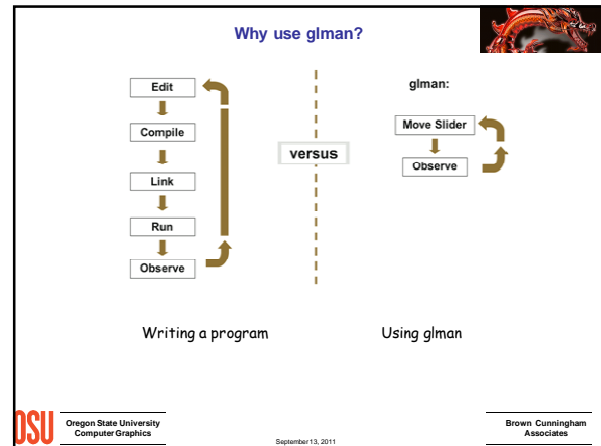 Why use glman?
Edit
Compile
Link
Run
Observe
versus
glman:
Move Slider
Observe
Writing a program
Using glman
OSU
Oregon State University
Computer Graphics
September 13, 2011
Brown Cunningham
Associates